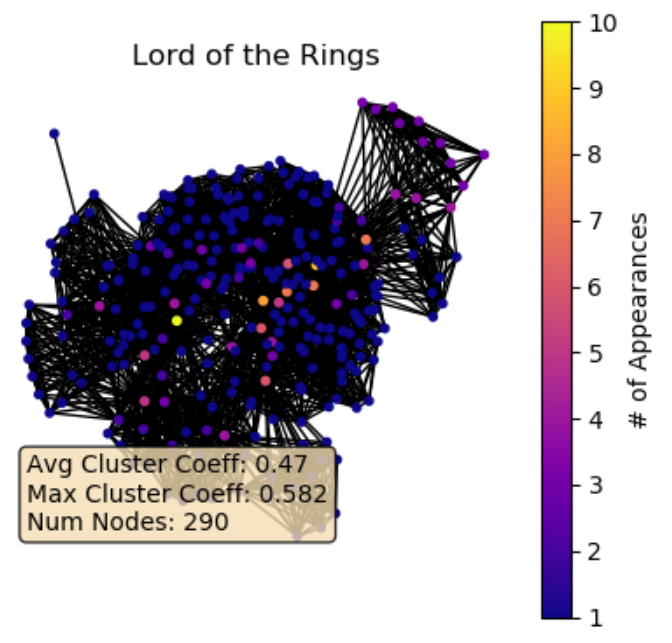 Lord of the Rings
Avg Cluster Coeff: 0.47
Max Cluster Coeff: 0.582
Num Nodes: 290
10
9
8
7
6
5
4
3
2
1
# of Appearances